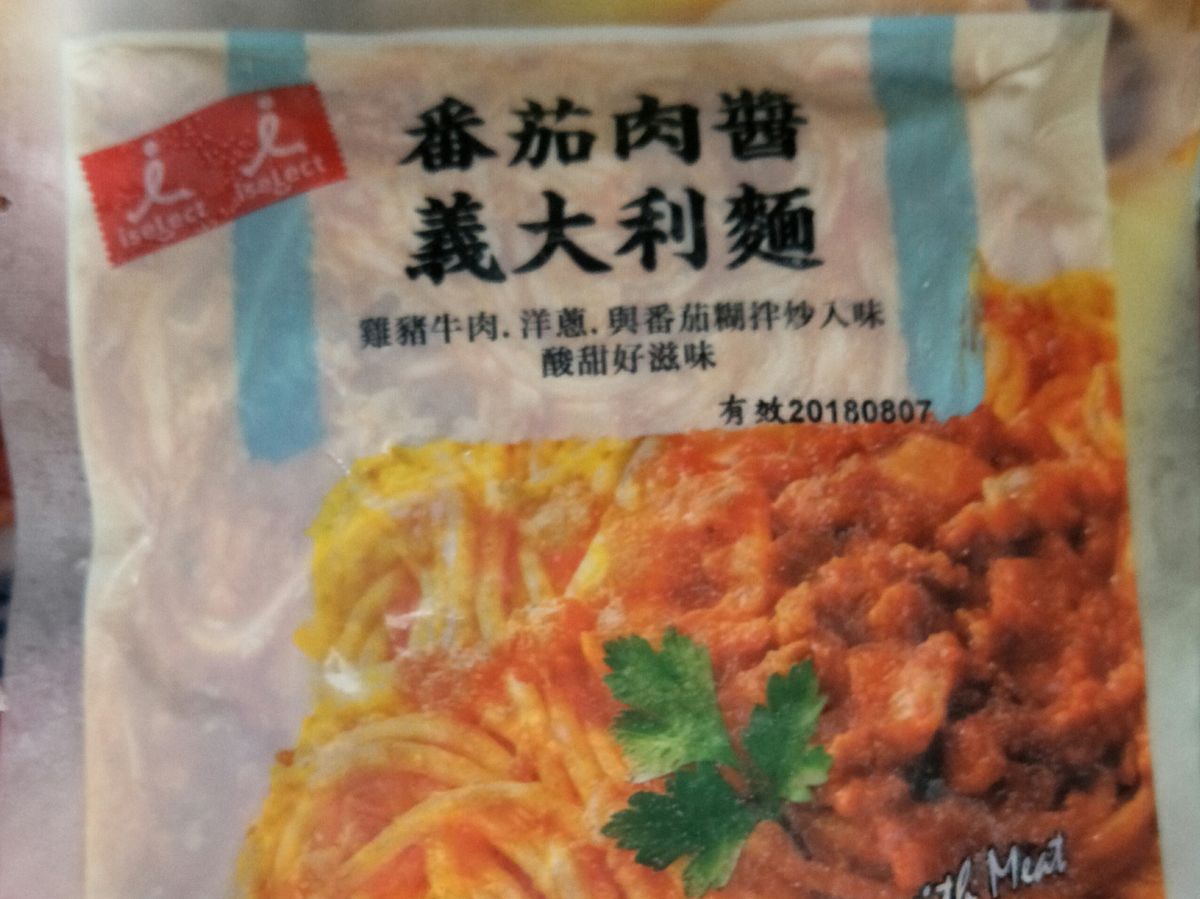 iselect
iselect
番茄肉醬
義大利麵
雞豬牛肉.洋蔥.與番茄糊拌炒入味
酸甜好滋味
有效20180807
with Meat